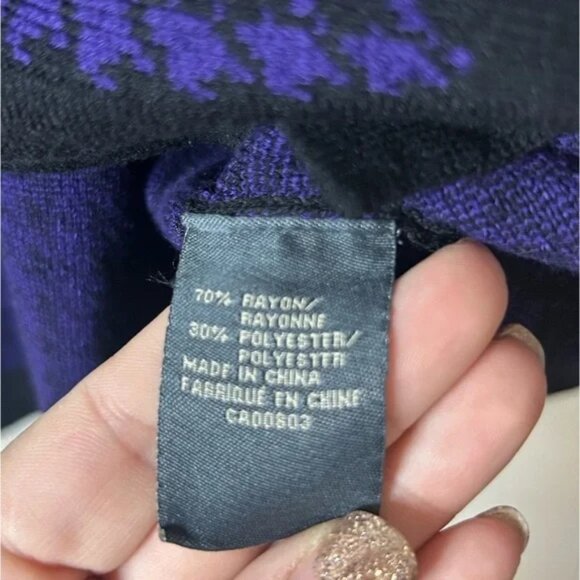 70% RAYON/
RAYONNE
30% POLYESTER/
POLYESTER
MADE IN CHINA
FABRIQUÉ EN CHINE
CA00803